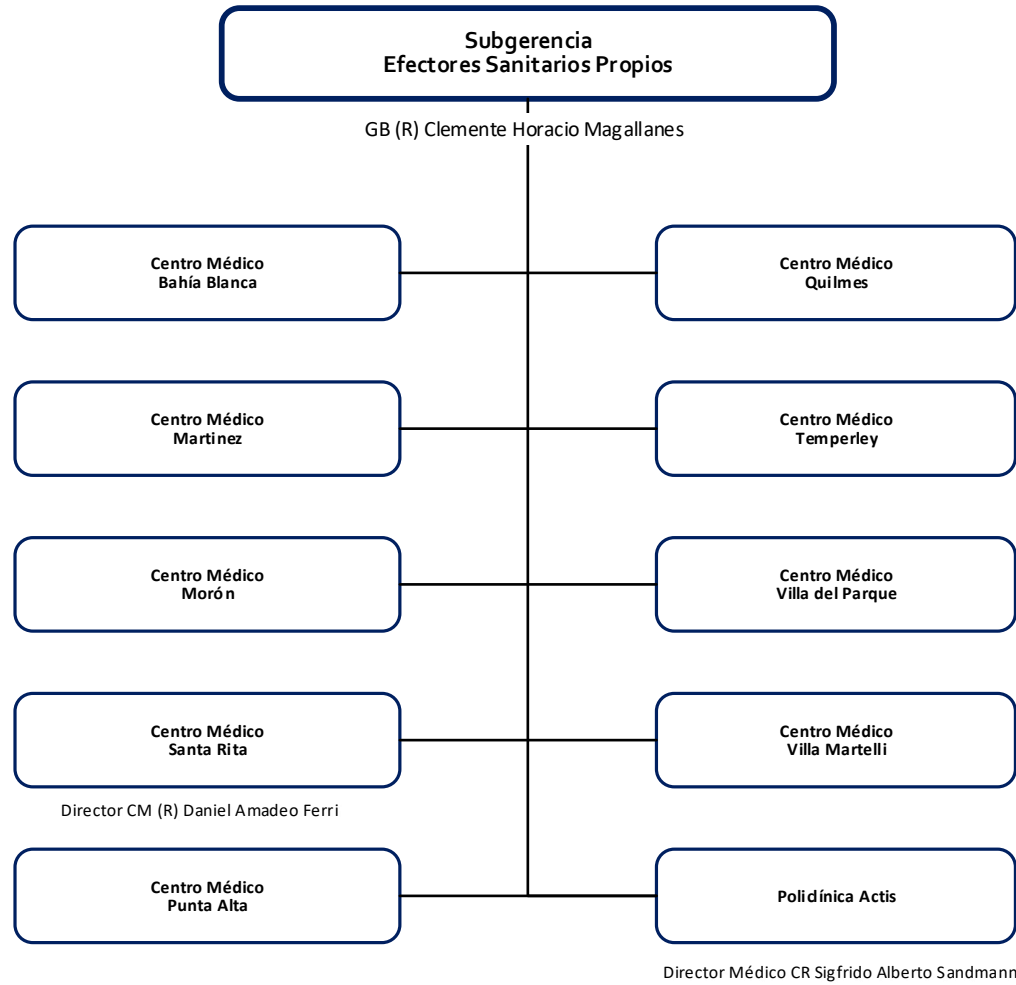 Subgerencia
Efectores Sanitarios Propios
GB (R) Clemente Horacio Magallanes
Centro Médico
Bahía Blanca
Centro Médico
Quilmes
Centro Médico
Martinez
Centro Médico
Temperley
Centro Médico
Morón
Centro Médico
Villa del Parque
Centro Médico
Santa Rita
Centro Médico
Villa Martelli
Director CM (R) Daniel Amadeo Ferri
Centro Médico
Punta Alta
Policlínica Actis
Director Médico CR Sigfrido Alberto Sandmann